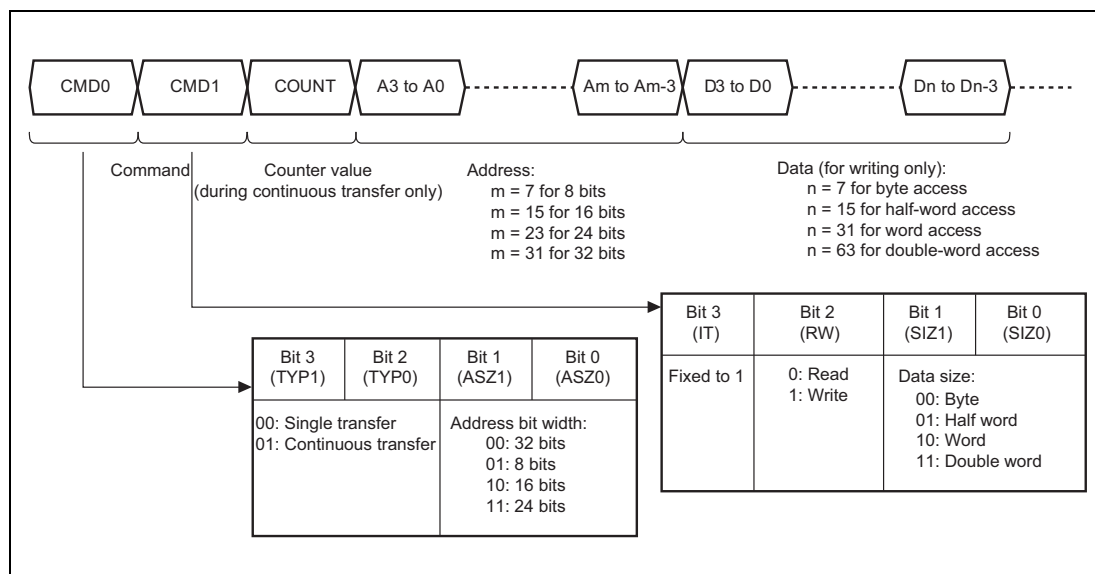 CMD0 CMD1 COUNT A3 to A0 Am to Am-3 D3 to D0 Dn to Dn-3
Command
Counter value
(during continuous transfer only)
Address:
m = 7 for 8 bits
m = 15 for 16 bits
m = 23 for 24 bits
m = 31 for 32 bits
Data (for writing only):
n = 7 for byte access
n = 15 for half-word access
n = 31 for word access
n = 63 for double-word access
Bit 3 Bit 2 Bit 1 Bit 0
(IT) (RW) (SIZ1) (SIZ0)
Fixed to 1
0: Read
1: Write
Data size:
00: Byte
01: Half word
10: Word
11: Double word
Bit 3 Bit 2 Bit 1 Bit 0
(TYP1) (TYP0) (ASZ1) (ASZ0)
00: Single transfer
01: Continuous transfer
Address bit width:
00: 32 bits
01: 8 bits
10: 16 bits
11: 24 bits